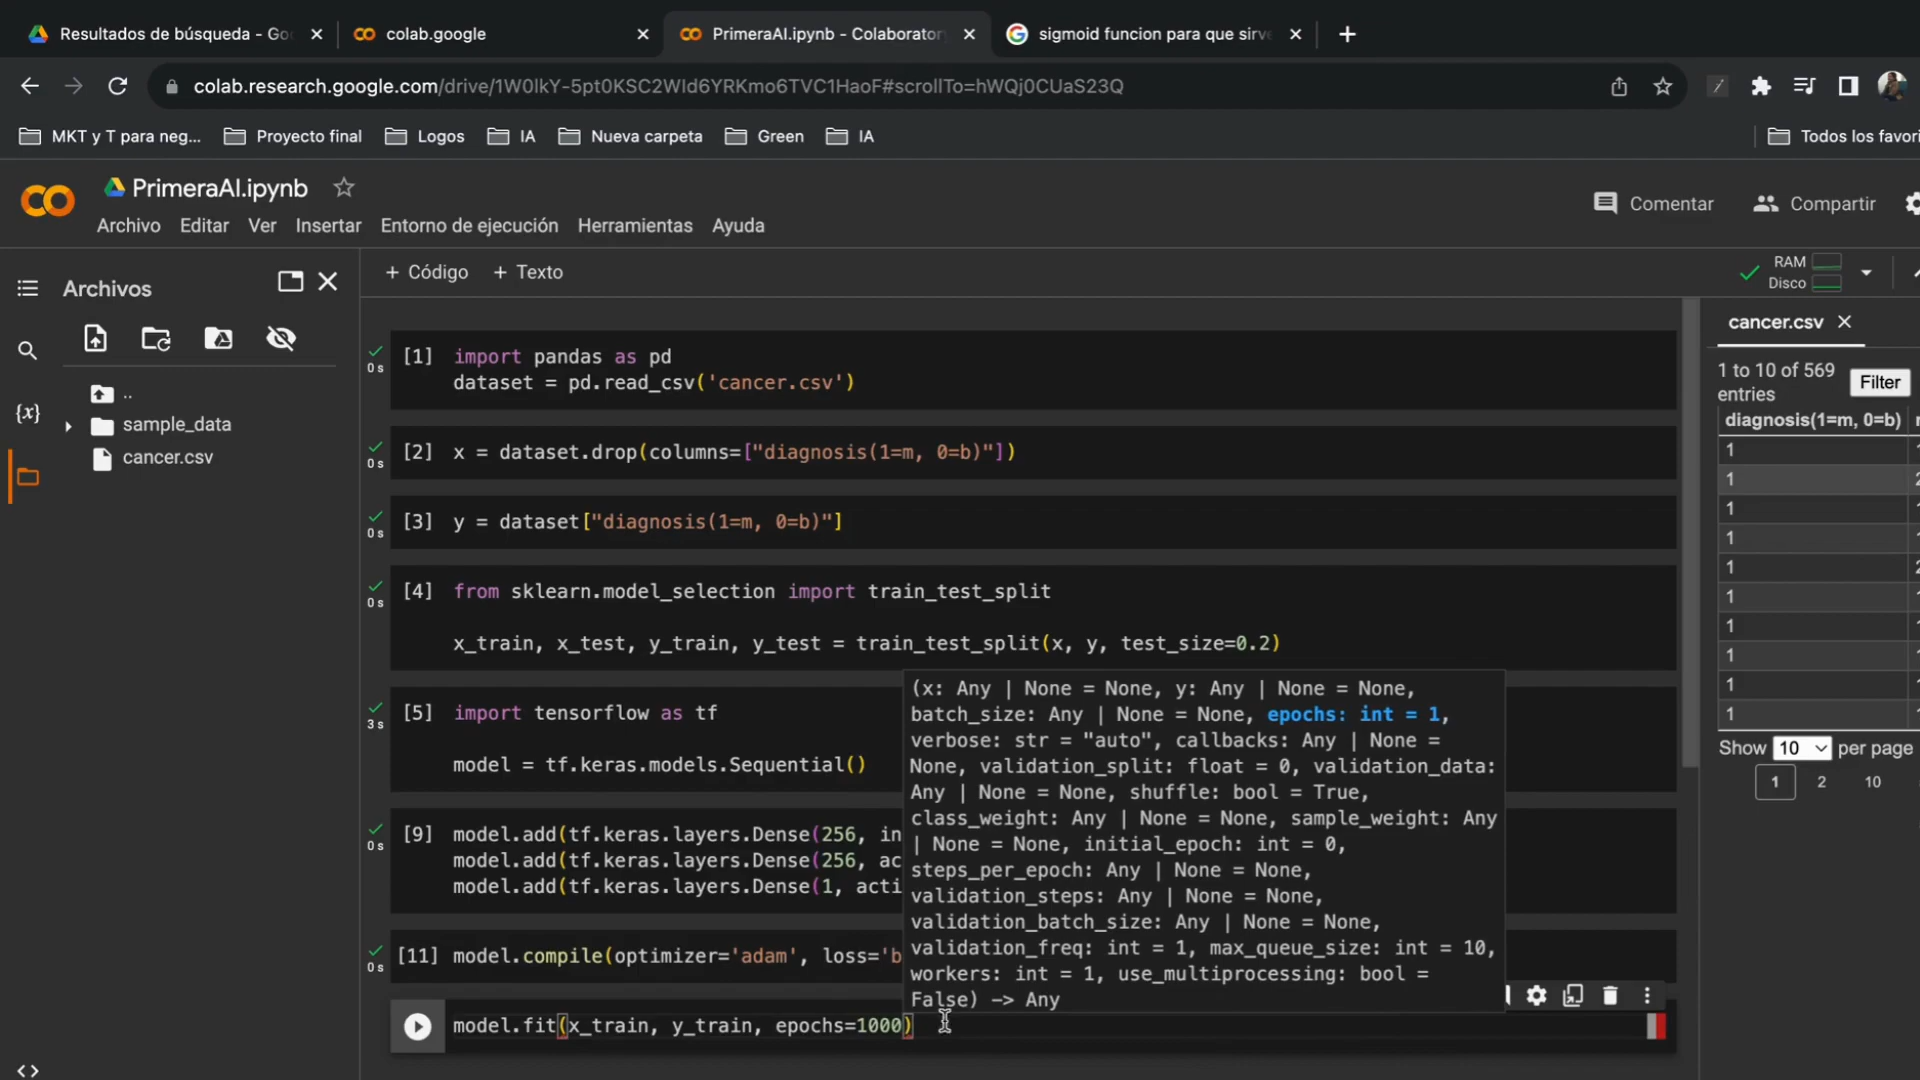 Resultados de búsqueda - Go
colab.google
PrimeraAI.ipynb - Colaborator
sigmoid funcion para que sirve
colab.research.google.com/drive/1W0lkY-5pt0KSC2WId6YRKmo6TVC1HaoF#scrollTo=hWQj0CUaS23Q
MKT y T para neg...
Proyecto final
Logos
IA
Nueva carpeta
Green
IA
Todos los favori
PrimeraAI.ipynb
Comentar
Compartir
Archivo Editar Ver Insertar Entorno de ejecución Herramientas Ayuda
Archivos
+ Código + Texto
RAM
Disco
..
sample_data
cancer.csv
[1] import pandas as pd
0s
dataset = pd.read_csv('cancer.csv')
[2] x = dataset.drop(columns=["diagnosis(1=m, 0=b)"])
0s
[3] y = dataset["diagnosis(1=m, 0=b)"]
0s
[4] from sklearn.model_selection import train_test_split
0s
x_train, x_test, y_train, y_test = train_test_split(x, y, test_size=0.2)
[5] import tensorflow as tf
3s
model = tf.keras.models.Sequential()
[9] model.add(tf.keras.layers.Dense(256, in
0s
model.add(tf.keras.layers.Dense(256, ac
model.add(tf.keras.layers.Dense(1, acti
[11] model.compile(optimizer='adam', loss='b
0s
model.fit(x_train, y_train, epochs=1000)
(x: Any | None = None, y: Any | None = None,
batch_size: Any | None = None, epochs: int = 1,
verbose: str = "auto", callbacks: Any | None =
None, validation_split: float = 0, validation_data:
Any | None = None, shuffle: bool = True,
class_weight: Any | None = None, sample_weight: Any
| None = None, initial_epoch: int = 0,
steps_per_epoch: Any | None = None,
validation_steps: Any | None = None,
validation_batch_size: Any | None = None,
validation_freq: int = 1, max_queue_size: int = 10,
workers: int = 1, use_multiprocessing: bool =
False) -> Any
cancer.csv
1 to 10 of 569
entries
Filter
diagnosis(1=m, 0=b)
1
1
1
1
1
1
1
1
1
1
Show 10 per page
1 2 10